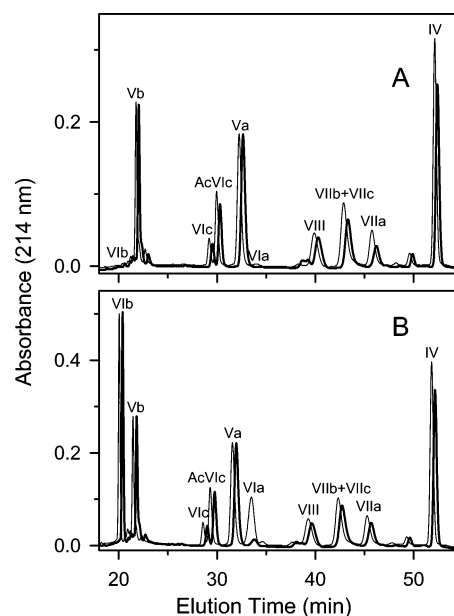 IV
A
Vb
Va
AcVIc
VIIb+VIIc
0.2
VIc
VIII
VIIa
VIb
VIa
0.0
Absorbance (214 nm)
VIb
B
IV
0.4
Vb
Va
AcVIc
VIa
VIIb+VIIc
0.2
VIc
VIII
VIIa
0.0
20 30 40 50
Elution Time (min)